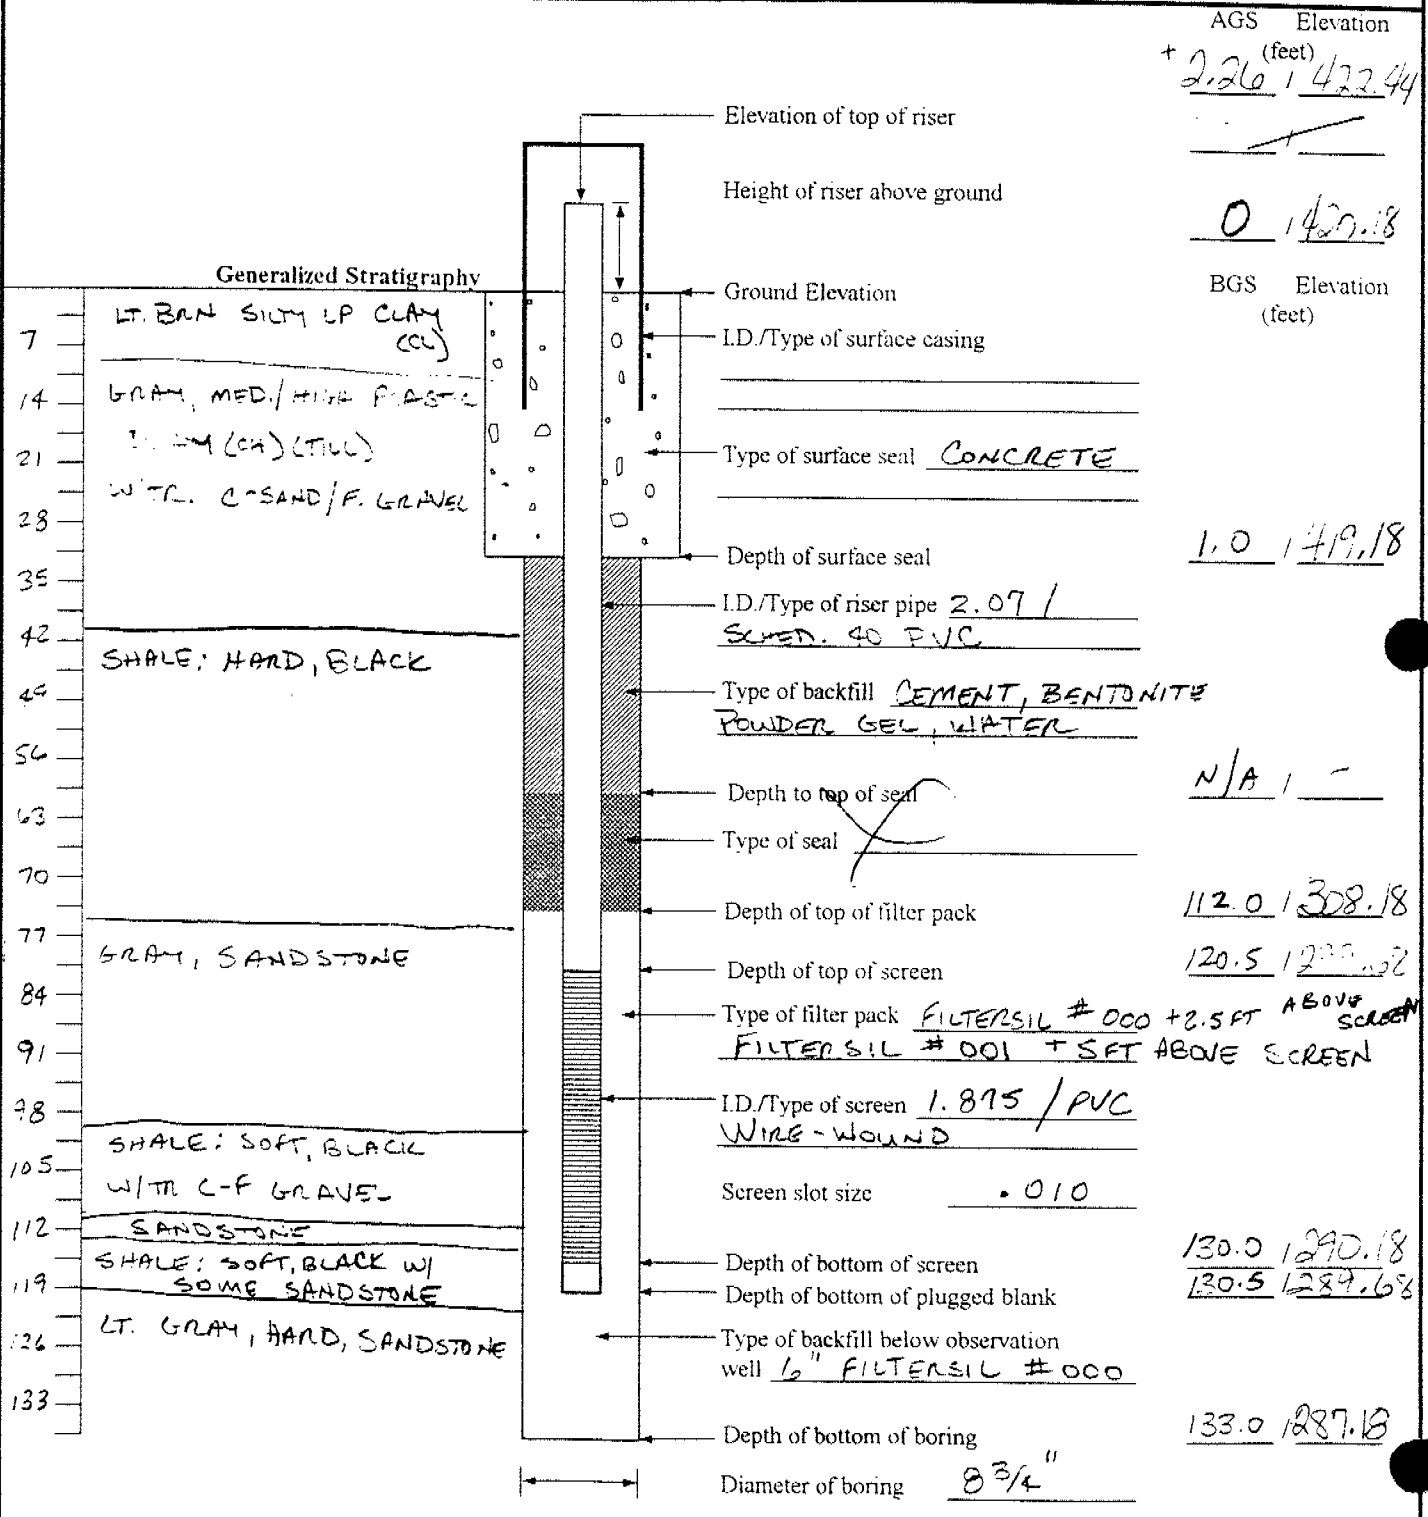 AGS Elevation
(feet)
+ 2.26 / 422.44
Elevation of top of riser
Height of riser above ground
0 / 420.18
Generalized Stratigraphy
Ground Elevation
BGS Elevation
(feet)
LT. BRN SILTY LP CLAY
(CL)
7
I.D./Type of surface casing
14
GRAY, MED./HIGH PLASTIC
(CH) (TILL)
21
Type of surface seal CONCRETE
W/TR. C-SAND/F. GRAVEL
28
Depth of surface seal 1.0 / 419.18
35
I.D./Type of riser pipe 2.07 /
SCHED. 40 PVC
42
SHALE: HARD, BLACK
49
Type of backfill CEMENT, BENTONITE
POWDER GEL, WATER
56
Depth to top of seal N/A / -
63
Type of seal
70
Depth of top of filter pack 112.0 / 308.18
77
GRAY, SANDSTONE
Depth of top of screen 120.5
84
Type of filter pack FILTERSIL # 000 +2.5 FT ABOVE SCREEN
FILTERSIL # 001 + 5FT ABOVE SCREEN
91
98
I.D./Type of screen 1.875 / PVC
WIRE-WOUND
SHALE: SOFT, BLACK
105
W/TR C-F GRAVEL
Screen slot size .010
112
SANDSTONE
SHALE: SOFT, BLACK W/
SOME SANDSTONE
119
Depth of bottom of screen 130.0 / 290.18
Depth of bottom of plugged blank 130.5 / 289.68
LT. GRAY, HARD, SANDSTONE
126
Type of backfill below observation
well 6" FILTERSIL # 000
133
Depth of bottom of boring 133.0 / 287.18
Diameter of boring 8 3/4"